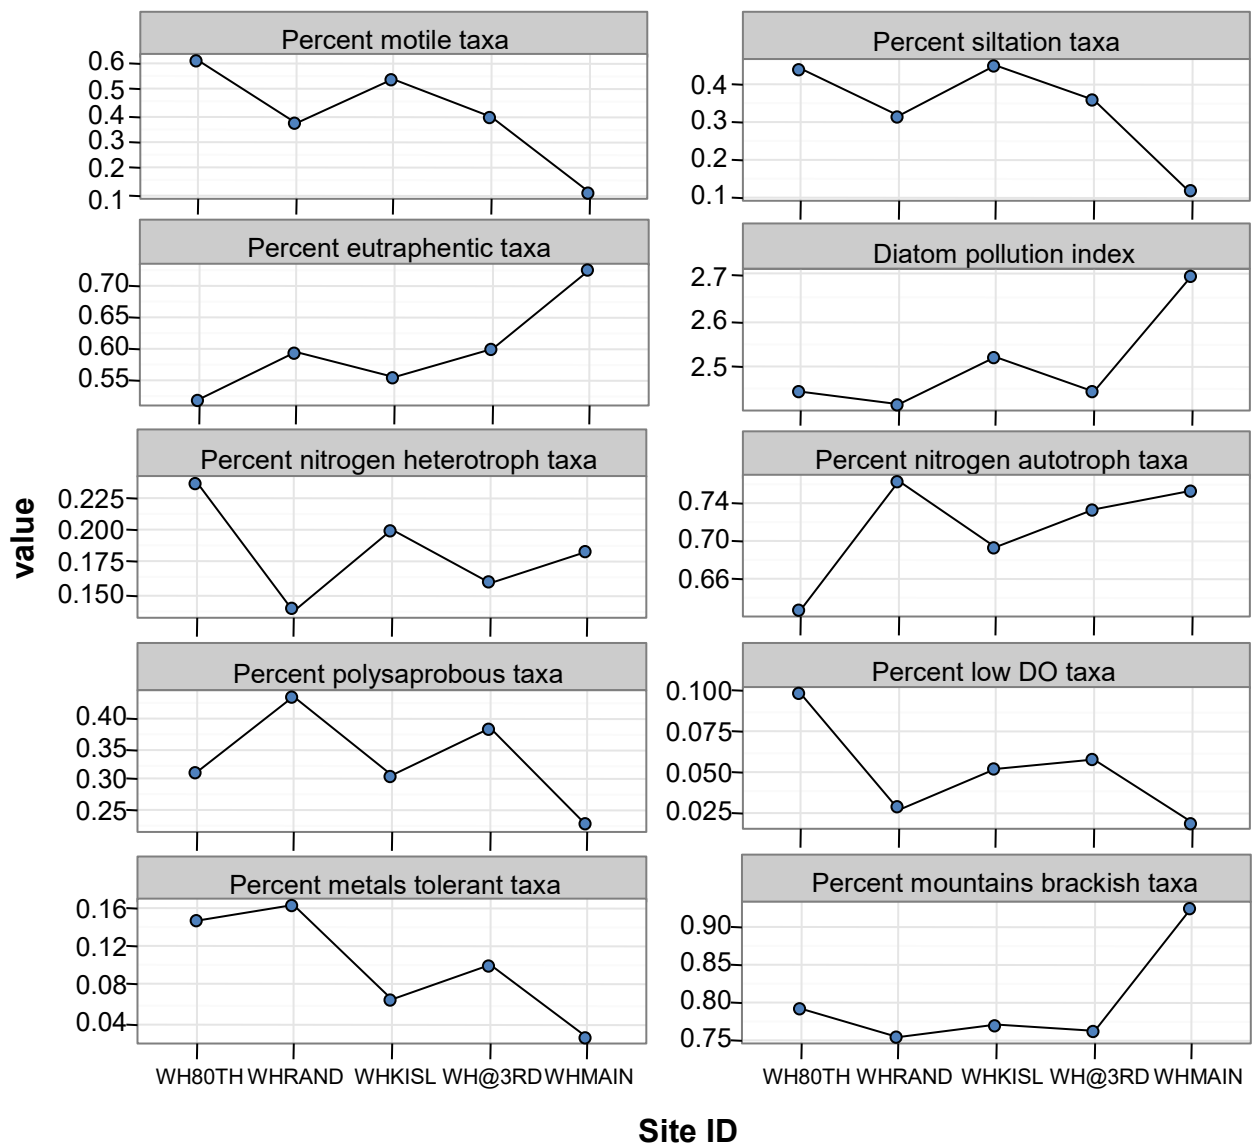 Percent motile taxa
0.6
0.5
0.4
0.3
0.2
0.1
Percent siltation taxa
0.4
0.3
0.2
0.1
Percent eutraphentic taxa
0.70
0.65
0.60
0.55
Diatom pollution index
2.7
2.6
2.5
Percent nitrogen heterotroph taxa
0.225
0.200
0.175
0.150
Percent nitrogen autotroph taxa
0.74
0.70
0.66
value
Percent polysaprobous taxa
0.40
0.35
0.30
0.25
Percent low DO taxa
0.100
0.075
0.050
0.025
Percent metals tolerant taxa
0.16
0.12
0.08
0.04
Percent mountains brackish taxa
0.90
0.85
0.80
0.75
WH80TH WHRAND WHKISL WH@3RD WHMAIN
WH80TH WHRAND WHKISL WH@3RD WHMAIN
Site ID